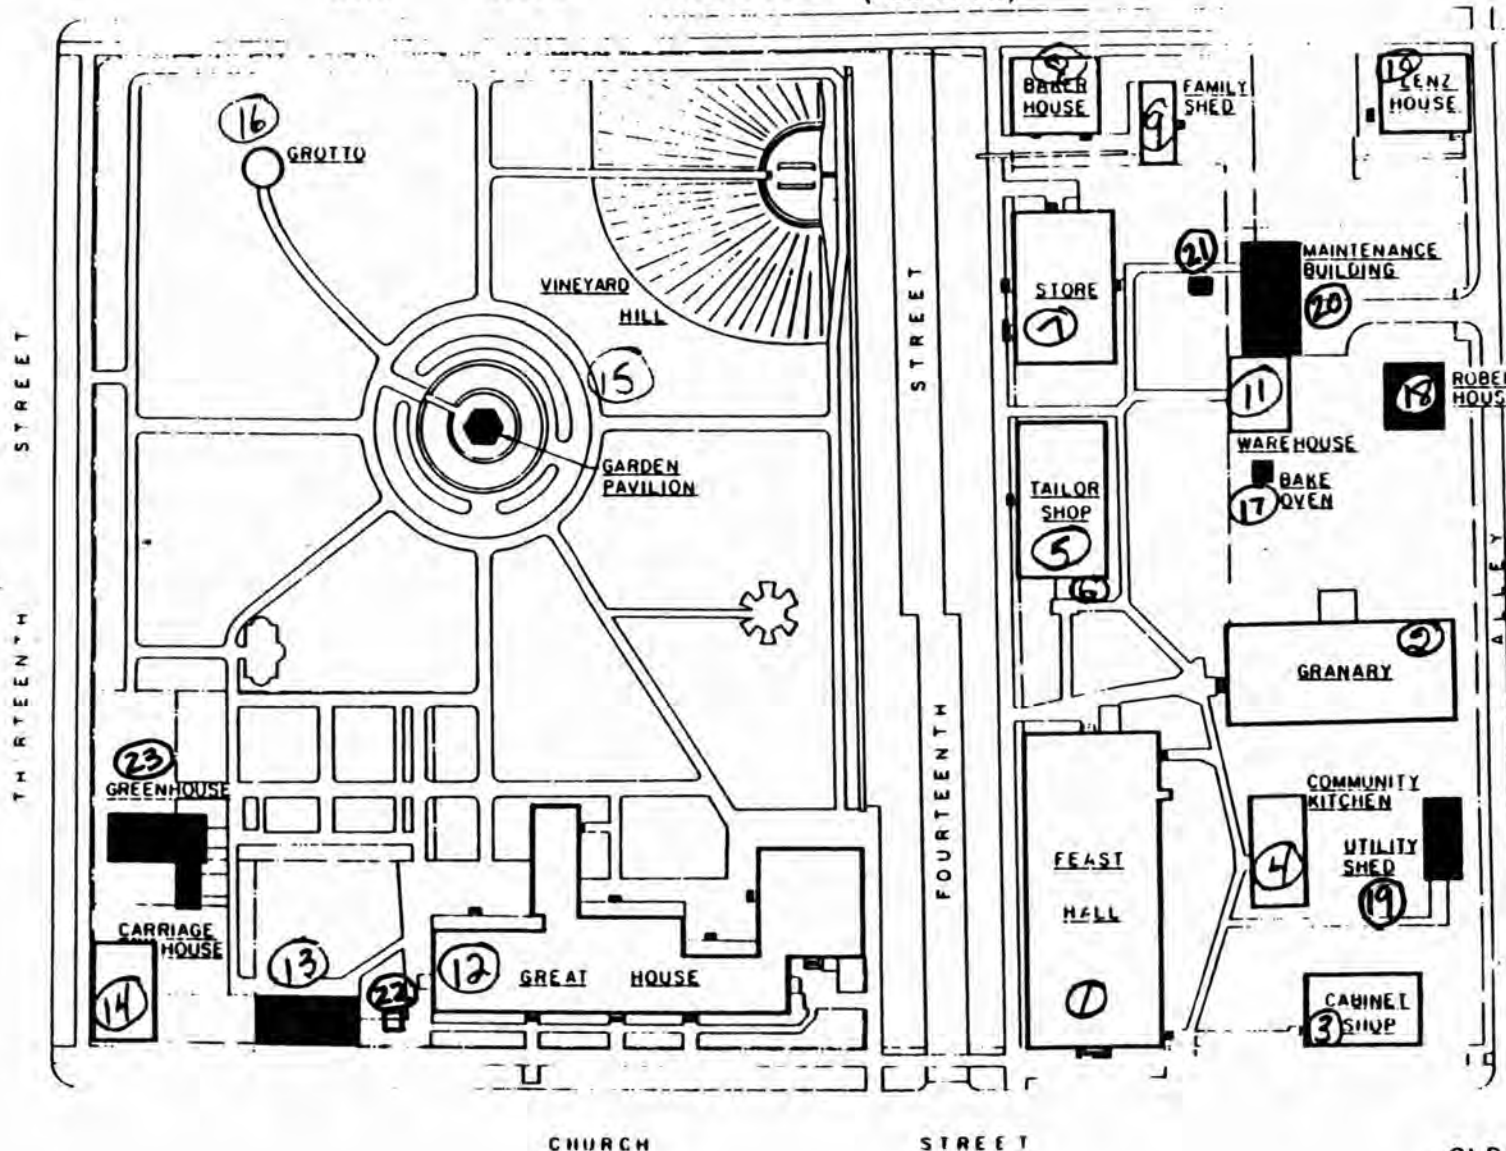 16
GROTTO
VINEYARD
HILL
15
GARDEN
PAVILION
THIRTEENTH STREET
23
GREENHOUSE
CARRIAGE
HOUSE
14
13
22
12
GREAT HOUSE
FOURTEENTH STREET
BAKER
HOUSE
9
FAMILY
SHED
LENZ
HOUSE
STORE
7
21
MAINTENANCE
BUILDING
20
11
WAREHOUSE
18
17
BAKE
OVEN
TAILOR
SHOP
5
6
2
GRANARY
ALLEY
COMMUNITY
KITCHEN
4
UTILITY
SHED
19
FEAST
HALL
1
CABINET
SHOP
3
CHURCH STREET